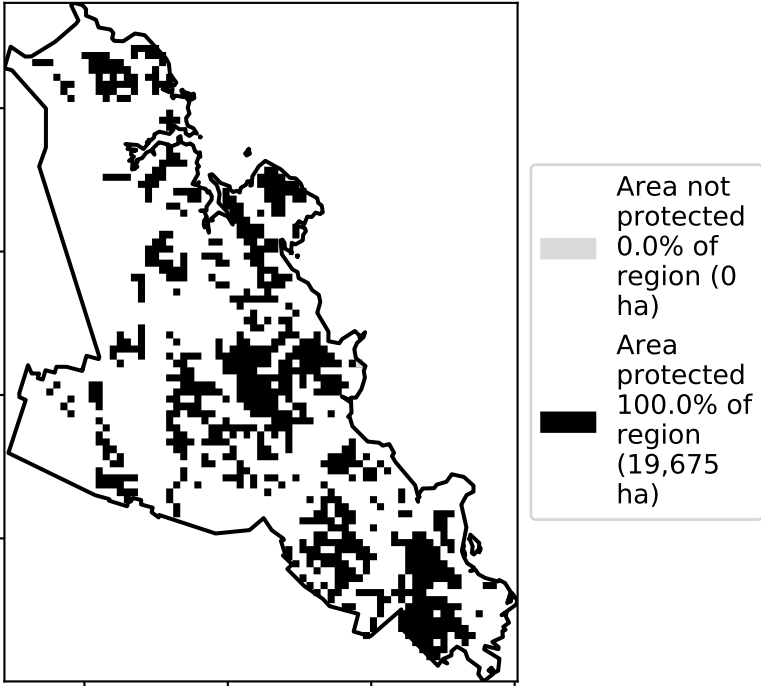 Area not
protected
0.0% of
region (0
ha)
Area
protected
100.0% of
region
(19,675
ha)